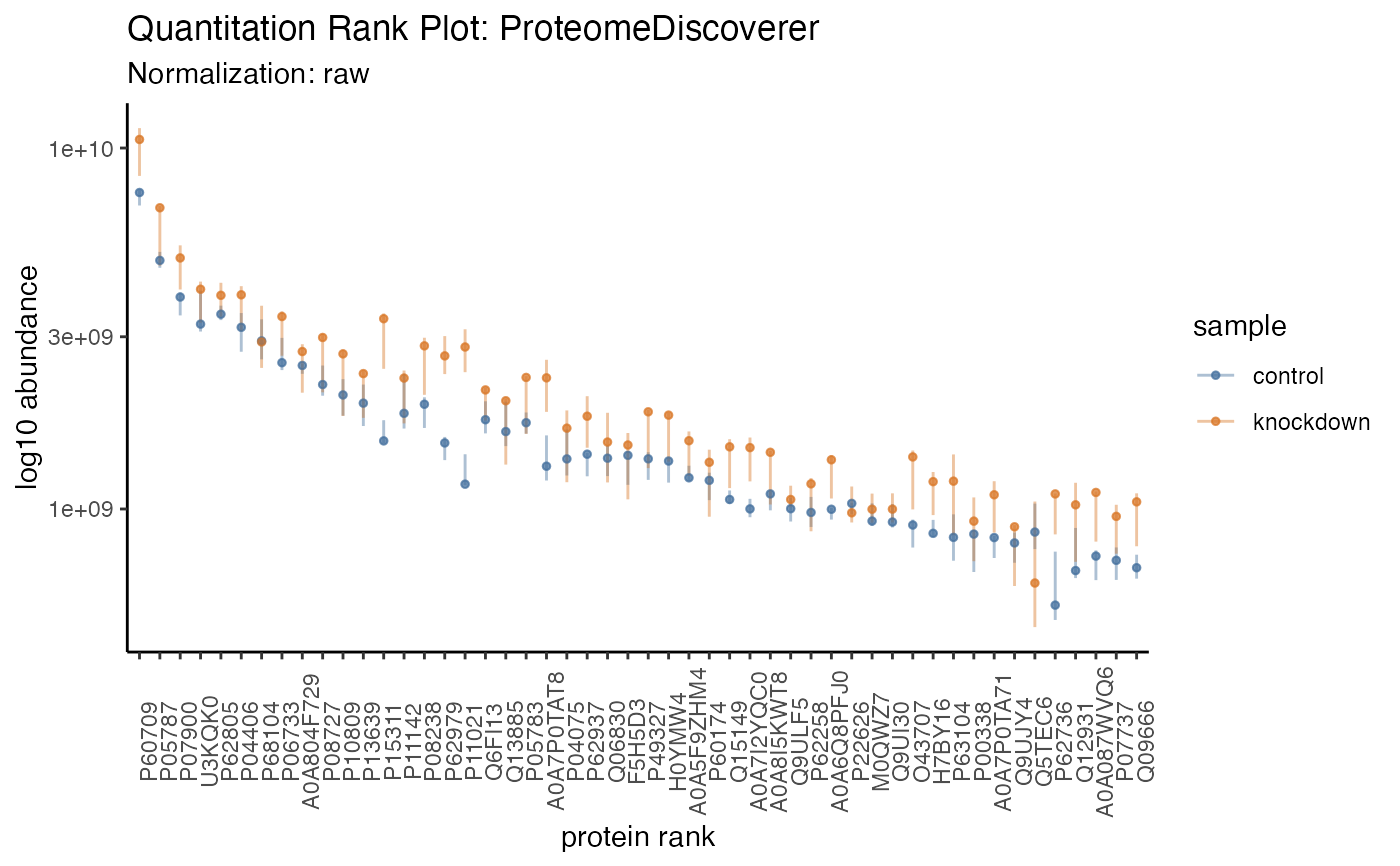 Quantitation Rank Plot: ProteomeDiscoverer
Normalization: raw
log10 abundance
1e+10
3e+09
1e+09
P60709
P05787
P07900
U3KQK0
P62805
P04406
P68104
P06733
A0A804F729
P08727
P10809
P13639
P15311
P11142
P08238
P62979
P11021
Q6FI13
Q13885
P05783
A0A7P0TAT8
P04075
P62937
Q06830
F5H5D3
P49327
H0YMW4
A0A5F9ZHM4
P60174
Q15149
A0A7I2YQC0
A0A8I5KWT8
Q9ULF5
P62258
A0A6Q8PFJ0
P22626
M0QWZ7
Q9UI30
O43707
H7BY16
P63104
P00338
A0A7P0TA71
Q9UJY4
Q5TEC6
P62736
Q12931
A0A087WVQ6
P07737
Q09666
protein rank
sample
control
knockdown